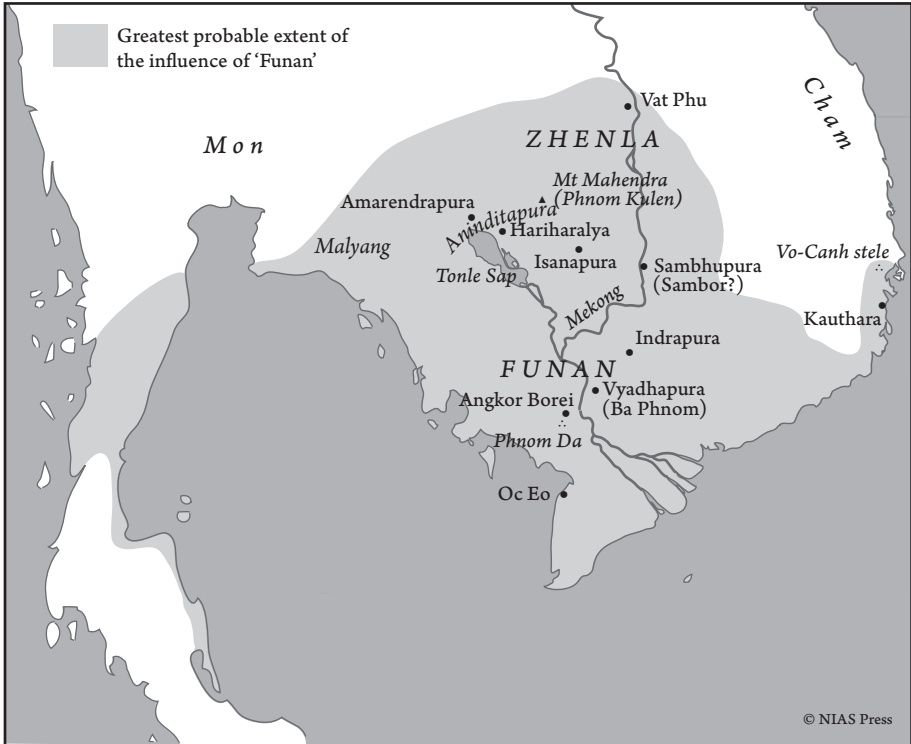 Greatest probable extent of
the influence of ‘Funan’
Cham
Mon
Vat Phu
ZHENLA
Mt Mahendra
(Phnom Kulen)
Amarendrapura
Aninditapura
Hariharalya
Malyang
Vo-Canh stele
Isanapura
Tonle Sap
Sambhupura
(Sambor?)
Mekong
Kauthara
Indrapura
FUNAN
Vyadhapura
(Ba Phnom)
Angkor Borei
Phnom Da
Oc Eo
© NIAS Press